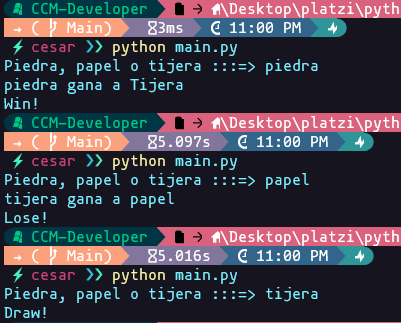 CCM-Developer → \Desktop\platzi\pyth
→ ( Main) 3ms 11:00 PM
cesar ❯❯ python main.py
Piedra, papel o tijera :::=> piedra
piedra gana a Tijera
Win!
CCM-Developer → \Desktop\platzi\pyth
→ ( Main) 5.097s 11:00 PM
cesar ❯❯ python main.py
Piedra, papel o tijera :::=> papel
tijera gana a papel
Lose!
CCM-Developer → \Desktop\platzi\pyth
→ ( Main) 5.016s 11:00 PM
cesar ❯❯ python main.py
Piedra, papel o tijera :::=> tijera
Draw!